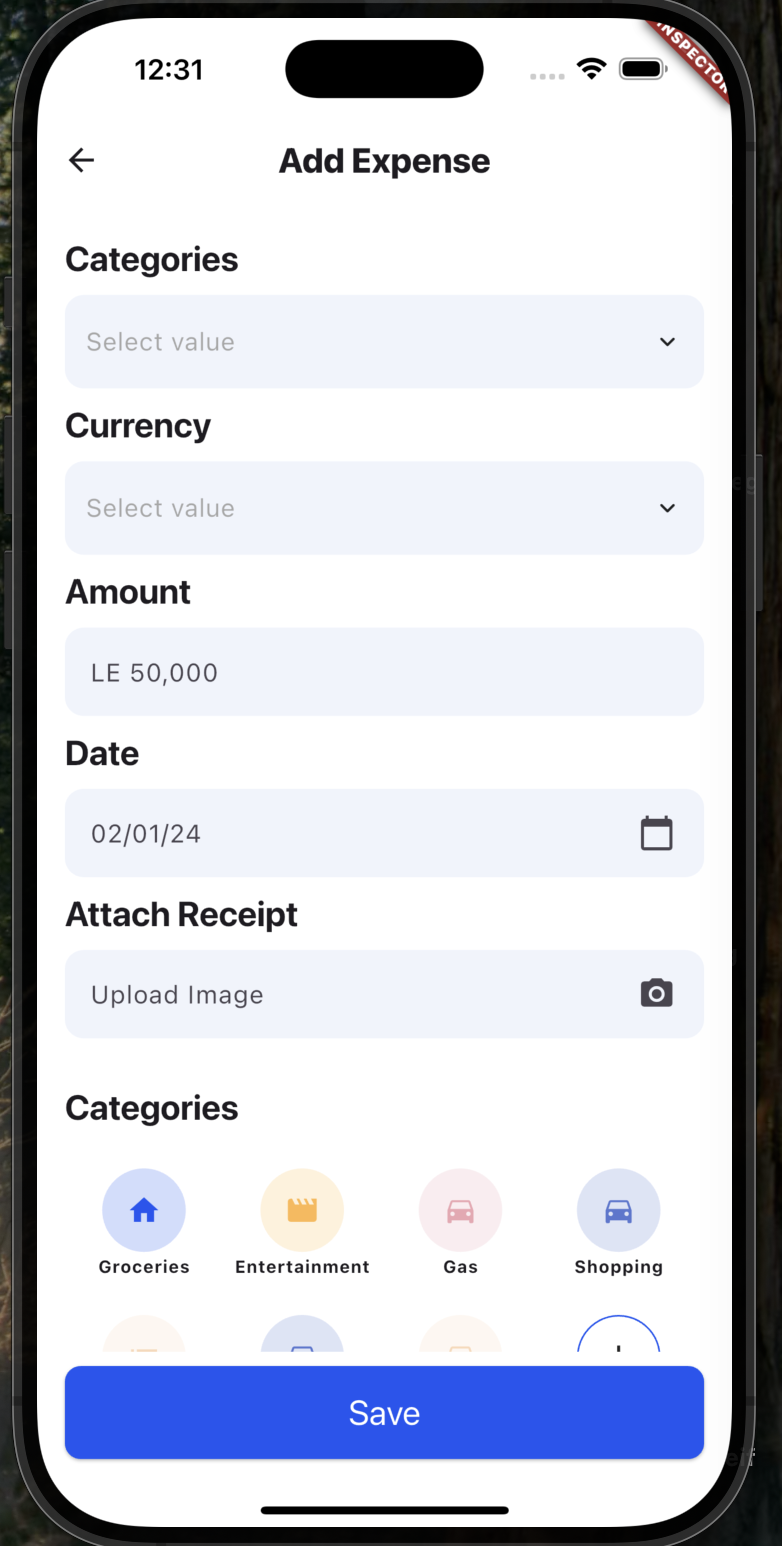 12:31
INSPECTOR
Add Expense
Categories
Select value
Currency
Select value
Amount
LE 50,000
Date
02/01/24
Attach Receipt
Upload Image
Categories
Groceries Entertainment Gas Shopping
Save